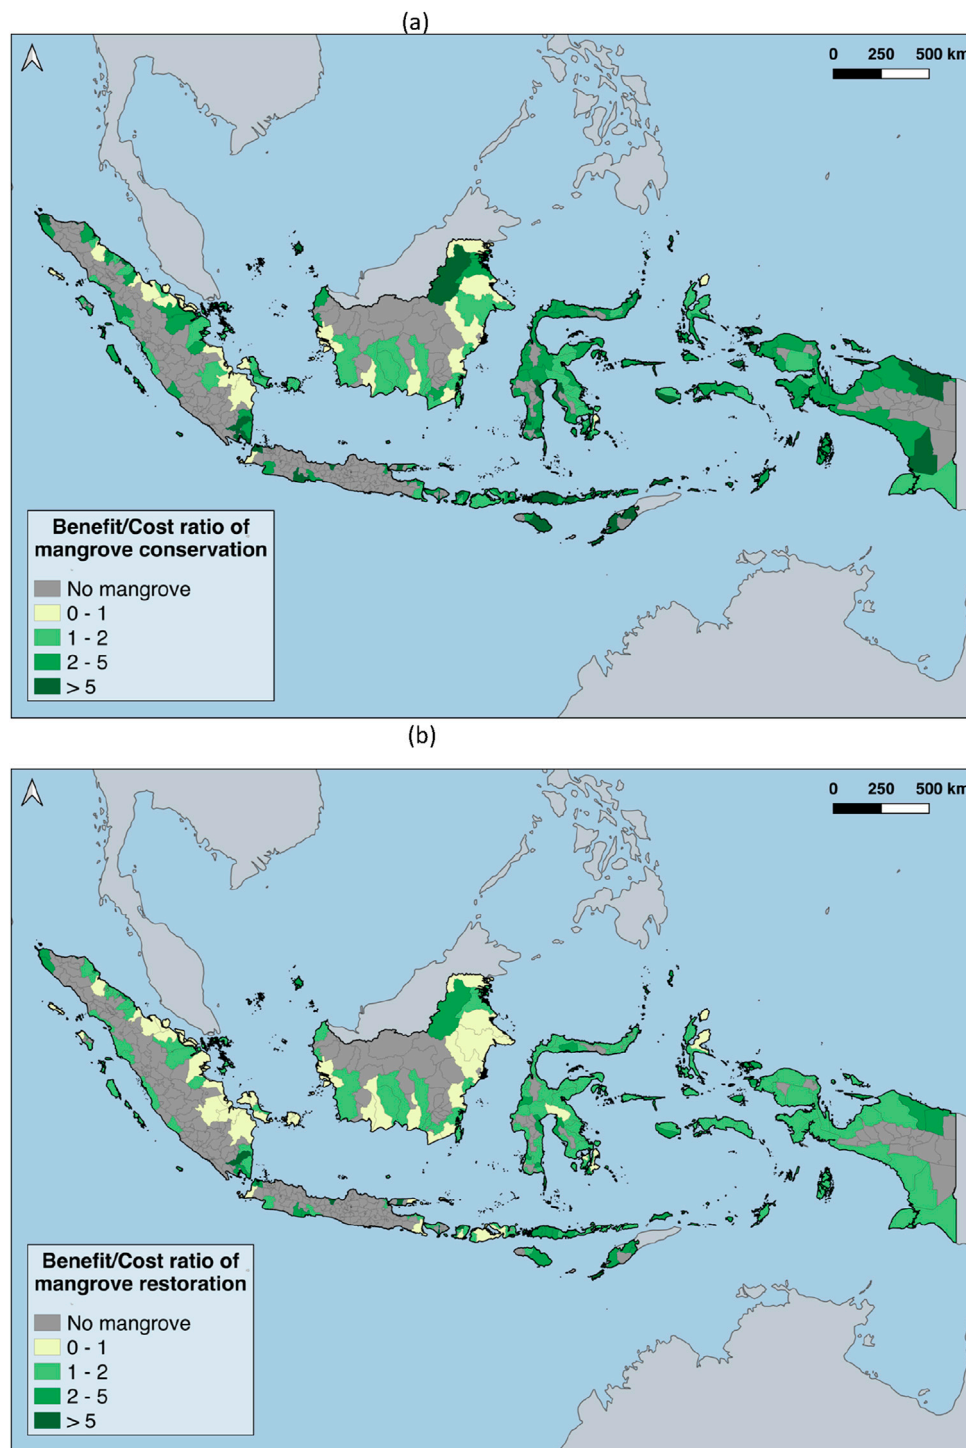 (a)
0 250 500 km
Benefit/Cost ratio of
mangrove conservation
No mangrove
0 - 1
1 - 2
2 - 5
> 5
(b)
0 250 500 km
Benefit/Cost ratio of
mangrove restoration
No mangrove
0 - 1
1 - 2
2 - 5
> 5